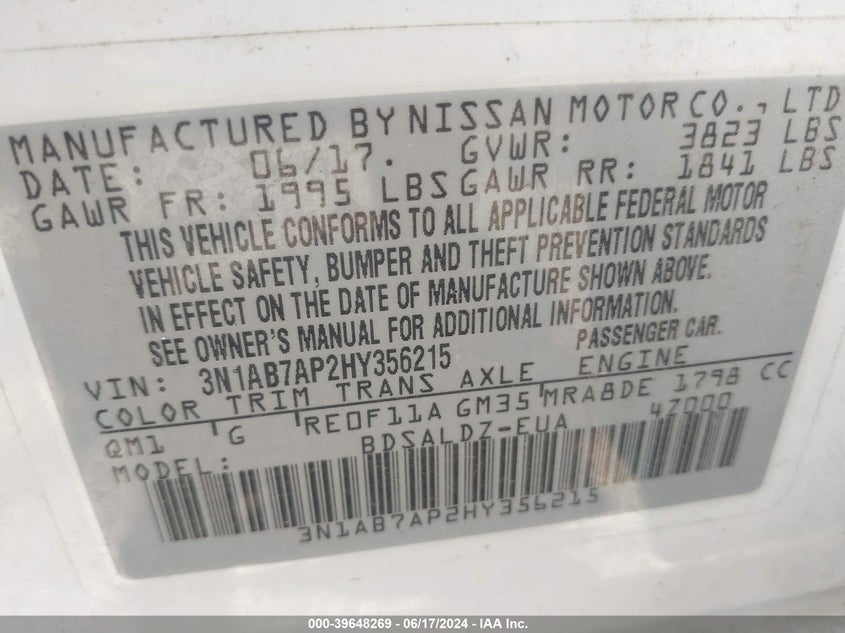 MANUFACTURED BY NISSAN MOTOR CO., LTD
DATE: 06/17. GVWR: 3823 LBS
GAWR FR: 1995 LBS GAWR RR: 1841 LBS
THIS VEHICLE CONFORMS TO ALL APPLICABLE FEDERAL MOTOR
VEHICLE SAFETY, BUMPER AND THEFT PREVENTION STANDARDS
IN EFFECT ON THE DATE OF MANUFACTURE SHOWN ABOVE.
SEE OWNER'S MANUAL FOR ADDITIONAL INFORMATION.
PASSENGER CAR.
VIN: 3N1AB7AP2HY356215
COLOR TRIM TRANS AXLE ENGINE
QM1 G RE0F11A GM35 MRA8DE 1798 CC
MODEL: BDSALDZ-EUA 47000
3N1AB7AP2HY356215
000-39648269 - 06/17/2024 - IAA Inc.